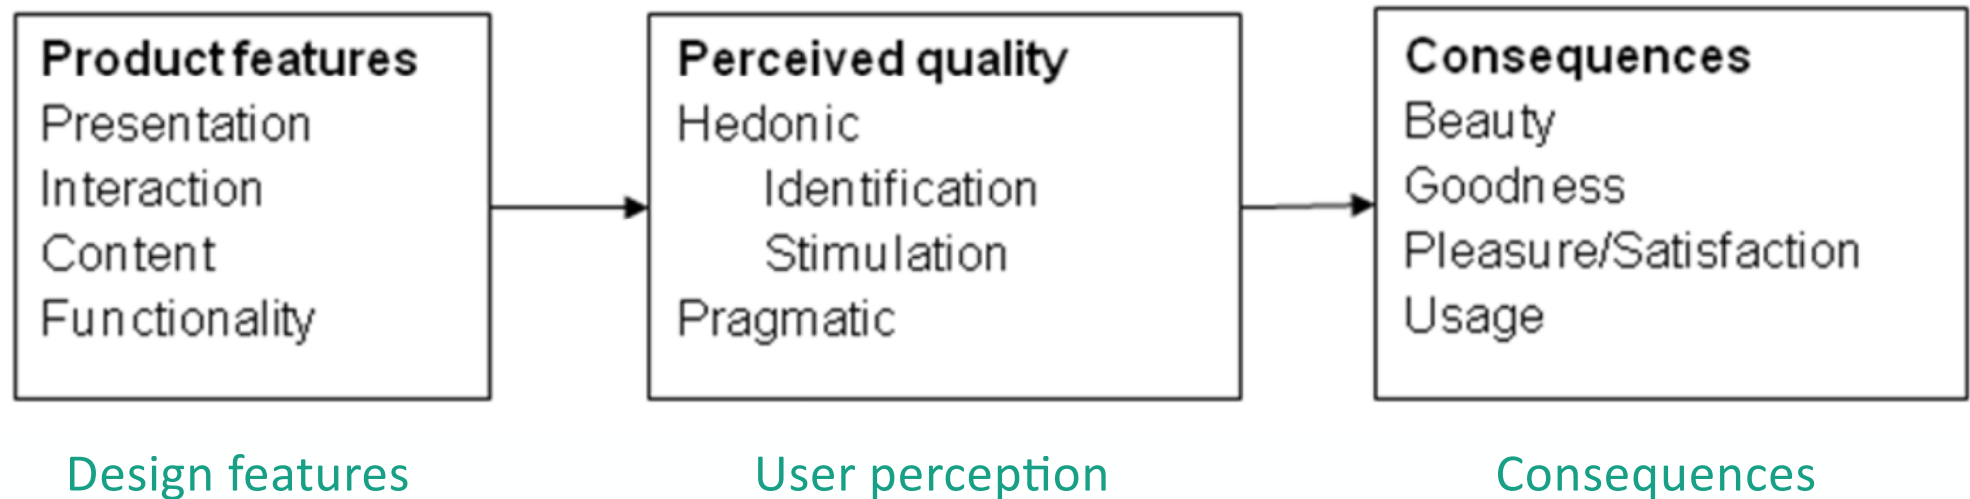 Product features
Presentation
Interaction
Content
Functionality
Perceived quality
Hedonic
Identification
Stimulation
Pragmatic
Consequences
Beauty
Goodness
Pleasure/Satisfaction
Usage
Design features
User perception
Consequences